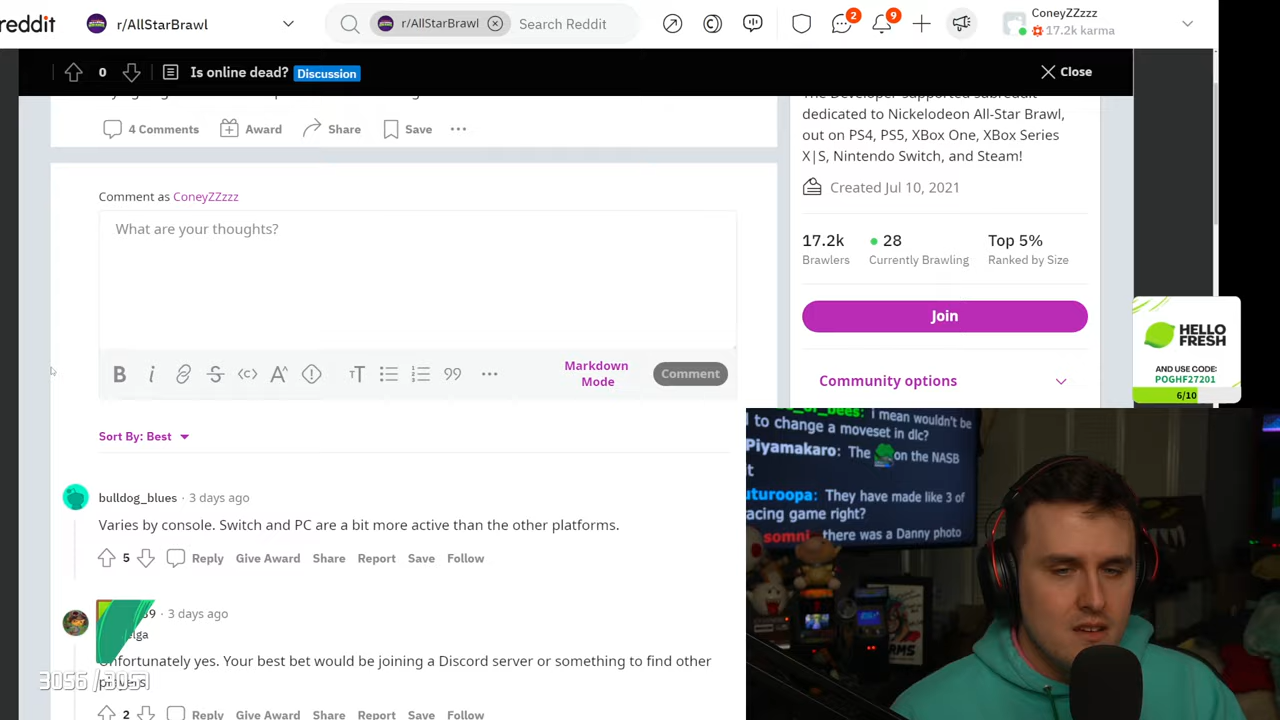 reddit
r/AllStarBrawl
r/AllStarBrawl
Search Reddit
2
9
ConeyZZzzz
17.2k karma
0
Is online dead?
Discussion
Close
4 Comments
Award
Share
Save
Comment as ConeyZZzzz
What are your thoughts?
Markdown
Mode
Comment
Sort By: Best
bulldog_blues · 3 days ago
Varies by console. Switch and PC are a bit more active than the other platforms.
5
Reply
Give Award
Share
Report
Save
Follow
· 3 days ago
Unfortunately yes. Your best bet would be joining a Discord server or something to find other
3056
2
Reply
Give Award
Share
Report
Save
Follow
dedicated to Nickelodeon All-Star Brawl,
out on PS4, PS5, XBox One, XBox Series
X|S, Nintendo Switch, and Steam!
Created Jul 10, 2021
17.2k
28
Top 5%
Brawlers
Currently Brawling
Ranked by Size
Join
Community options
HELLO
FRESH
AND USE CODE:
POGHF27201
6/10
I mean wouldn't be
to change a moveset in dlc?
Piyamakaro: The on the NASB
They have made like 3 of
game right?
somni there was a Danny photo